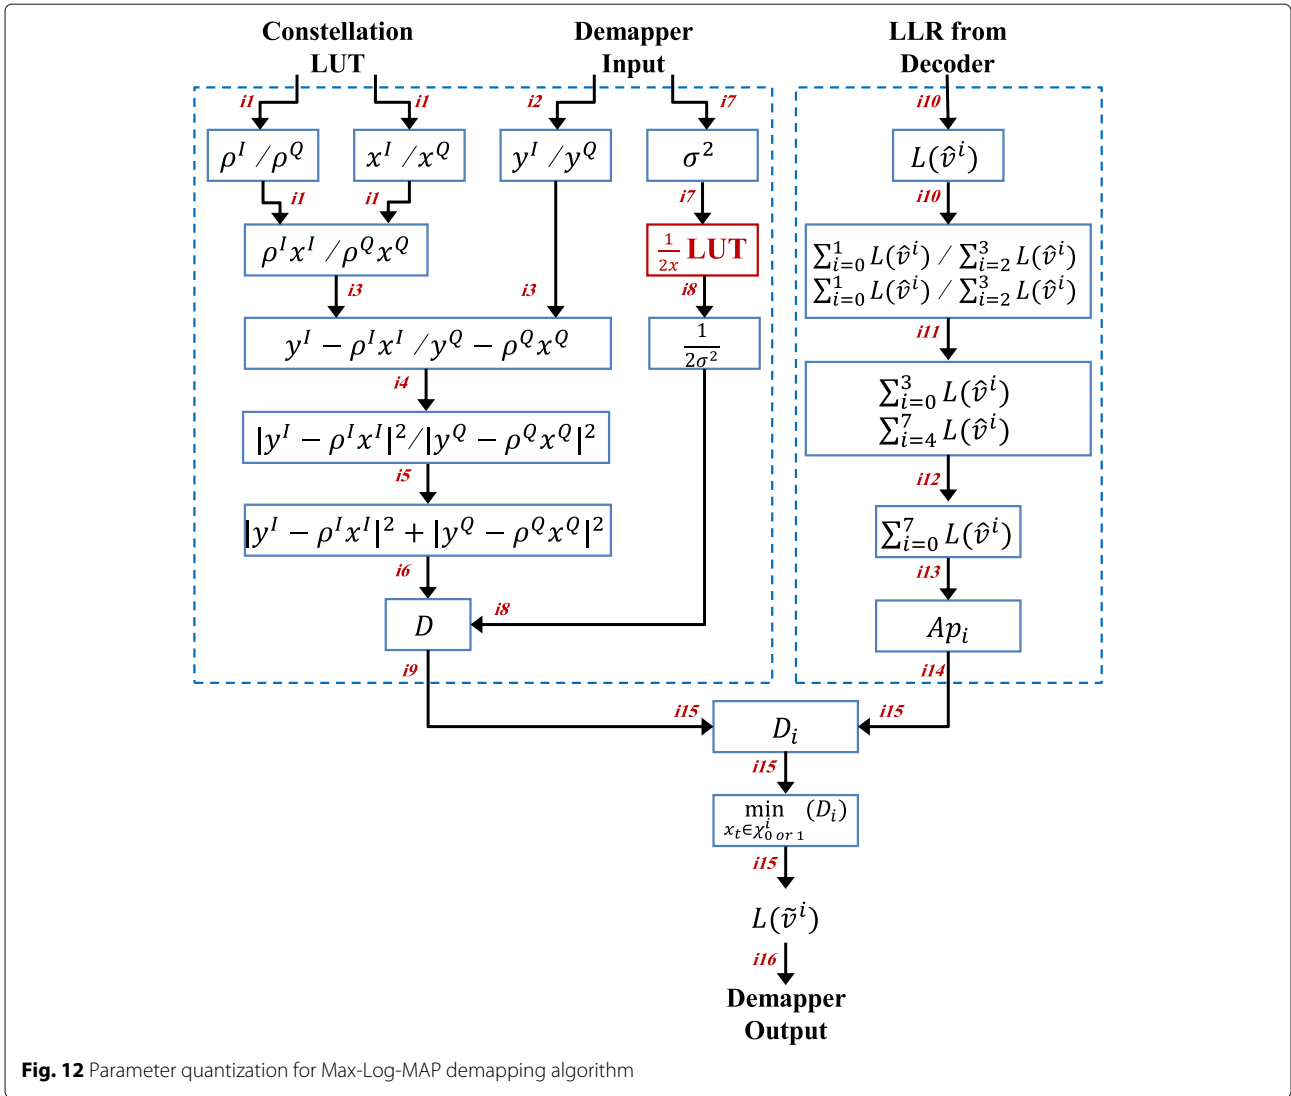 Constellation
LUT
Demapper
Input
LLR from
Decoder
i1
i1
i2
i7
i10
ρ^I / ρ^Q
x^I / x^Q
y^I / y^Q
σ^2
L(v̂^i)
i1
i1
i7
i10
ρ^I x^I / ρ^Q x^Q
1/2x LUT
∑_{i=0}^1 L(v̂^i) / ∑_{i=2}^3 L(v̂^i)
∑_{i=0}^1 L(v̂^i) / ∑_{i=2}^3 L(v̂^i)
i3
i3
i8
i11
y^I − ρ^I x^I / y^Q − ρ^Q x^Q
1/2σ^2
∑_{i=0}^3 L(v̂^i)
∑_{i=4}^7 L(v̂^i)
i4
|y^I − ρ^I x^I|^2 / |y^Q − ρ^Q x^Q|^2
i5
i12
|y^I − ρ^I x^I|^2 + |y^Q − ρ^Q x^Q|^2
∑_{i=0}^7 L(v̂^i)
i6
i13
D
i8
Ap_i
i9
i14
i15
i15
D_i
i15
min_{x_t∈χ^i_{0 or 1}} (D_i)
i15
L(ṽ^i)
i16
Demapper
Output
Fig. 12 Parameter quantization for Max-Log-MAP demapping algorithm